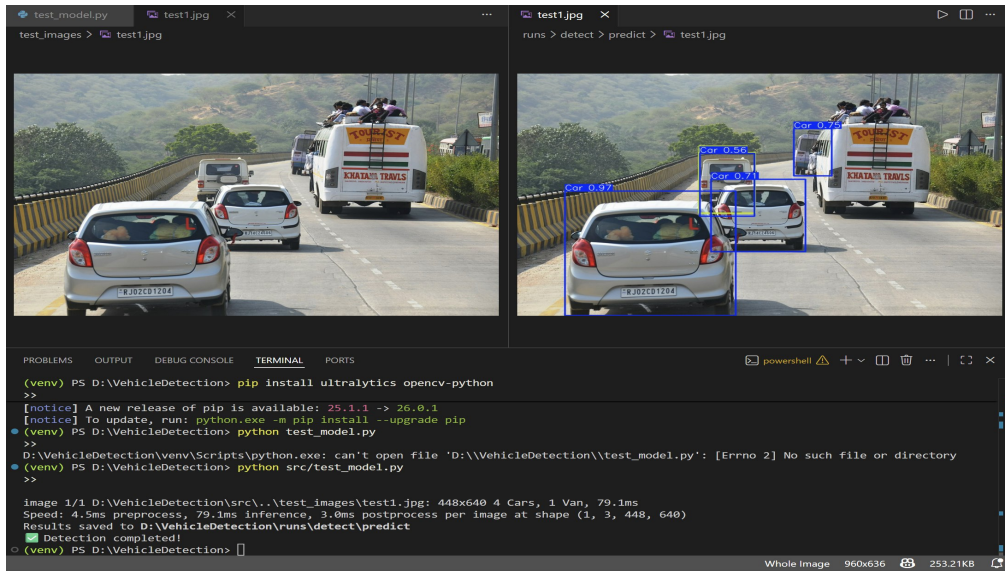 test_model.py
test1.jpg
test_images > test1.jpg
TOURIST
KHATANA TRAVLS
RJ02CD1204
test1.jpg
runs > detect > predict > test1.jpg
Car 0.75
Car 0.56
Car 0.71
Car 0.97
TOURIST
KHATANA TRAVLS
RJ02CD1204
PROBLEMS OUTPUT DEBUG CONSOLE TERMINAL PORTS
powershell
(venv) PS D:\VehicleDetection> pip install ultralytics opencv-python
>>
[notice] A new release of pip is available: 25.1.1 -> 26.0.1
[notice] To update, run: python.exe -m pip install --upgrade pip
(venv) PS D:\VehicleDetection> python test_model.py
>>
D:\VehicleDetection\venv\Scripts\python.exe: can't open file 'D:\\VehicleDetection\\test_model.py': [Errno 2] No such file or directory
(venv) PS D:\VehicleDetection> python src/test_model.py
>>
image 1/1 D:\VehicleDetection\src\..\test_images\test1.jpg: 448x640 4 Cars, 1 Van, 79.1ms
Speed: 4.5ms preprocess, 79.1ms inference, 3.0ms postprocess per image at shape (1, 3, 448, 640)
Results saved to D:\VehicleDetection\runs\detect\predict
✅ Detection completed!
(venv) PS D:\VehicleDetection>
Whole Image 960x636 253.21KB